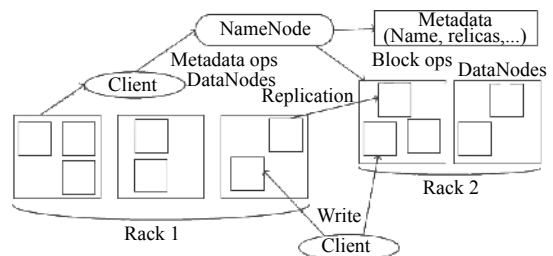 NameNode
Metadata
(Name, relicas,...)
Metadata ops
Client
DataNodes
Block ops
DataNodes
Replication
Rack 1
Rack 2
Write
Client